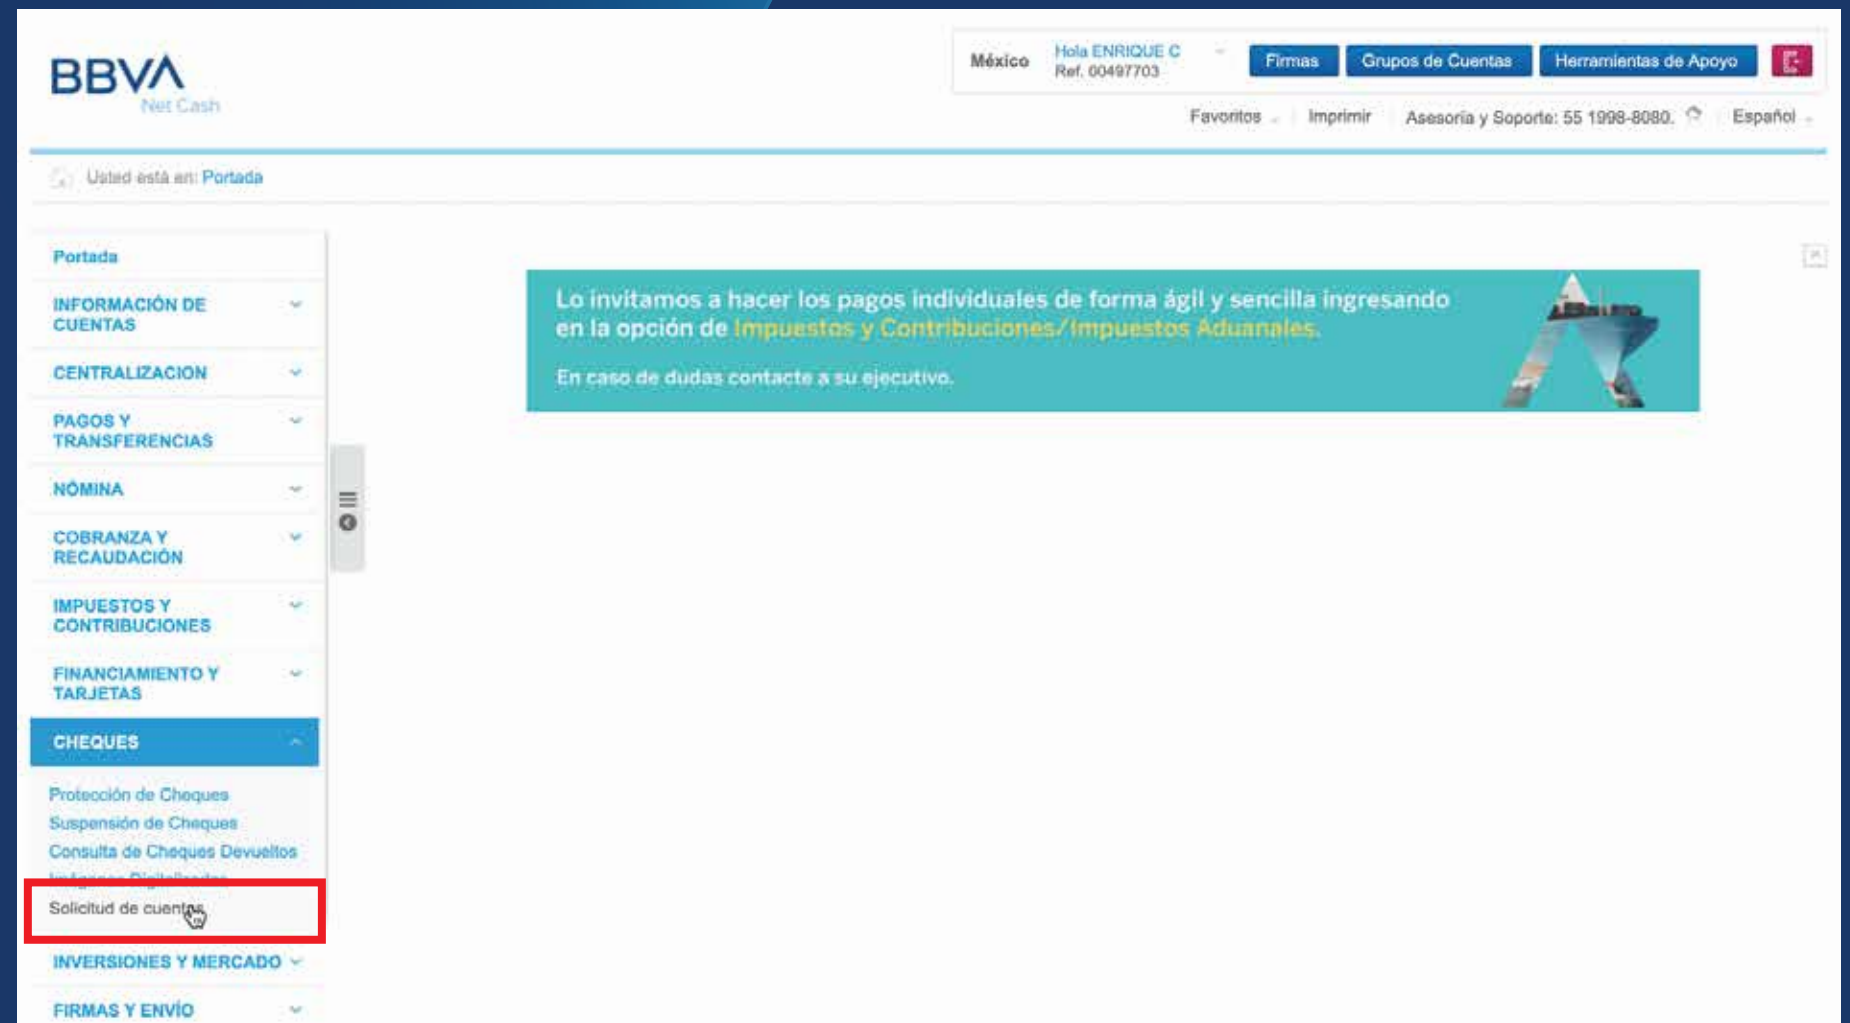 BBVA
Net Cash
México
Hola ENRIQUE C
Ref. 00497703
Firmas
Grupos de Cuentas
Herramientas de Apoyo
Favoritos
Imprimir
Asesoría y Soporte: 55 1998-8080.
Español
Usted está en: Portada
Portada
INFORMACIÓN DE
CUENTAS
CENTRALIZACION
PAGOS Y
TRANSFERENCIAS
NÓMINA
COBRANZA Y
RECAUDACIÓN
IMPUESTOS Y
CONTRIBUCIONES
FINANCIAMIENTO Y
TARJETAS
CHEQUES
Protección de Cheques
Suspensión de Cheques
Consulta de Cheques Devueltos
Imágenes Digitalizadas
Solicitud de cuentas
INVERSIONES Y MERCADO
FIRMAS Y ENVÍO
Lo invitamos a hacer los pagos individuales de forma ágil y sencilla ingresando
en la opción de Impuestos y Contribuciones/Impuestos Aduanales.
En caso de dudas contacte a su ejecutivo.